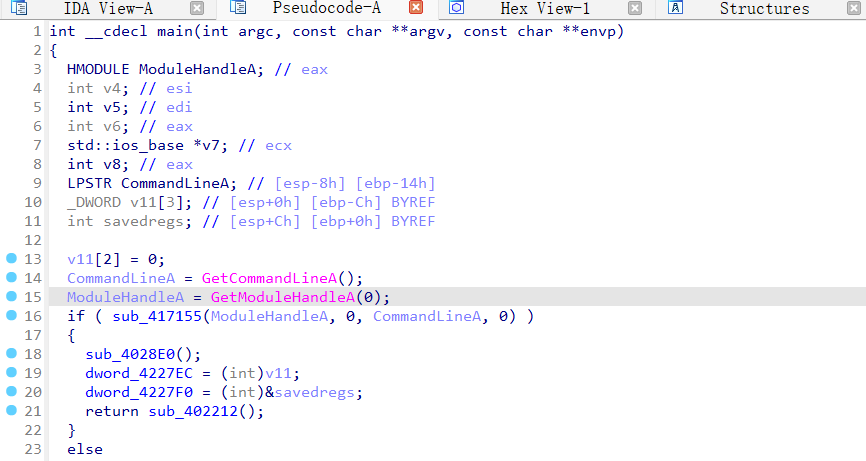 IDA View-A Pseudocode-A Hex View-1 Structures
1 int __cdecl main(int argc, const char **argv, const char **envp)
2 {
3 HMODULE ModuleHandleA; // eax
4 int v4; // esi
5 int v5; // edi
6 int v6; // eax
7 std::ios_base *v7; // ecx
8 int v8; // eax
9 LPSTR CommandLineA; // [esp-8h] [ebp-14h]
10 _DWORD v11[3]; // [esp+0h] [ebp-Ch] BYREF
11 int savedregs; // [esp+Ch] [ebp+0h] BYREF
12
13 v11[2] = 0;
14 CommandLineA = GetCommandLineA();
15 ModuleHandleA = GetModuleHandleA(0);
16 if ( sub_417155(ModuleHandleA, 0, CommandLineA, 0) )
17 {
18 sub_4028E0();
19 dword_4227EC = (int)v11;
20 dword_4227F0 = (int)&savedregs;
21 return sub_402212();
22 }
23 else